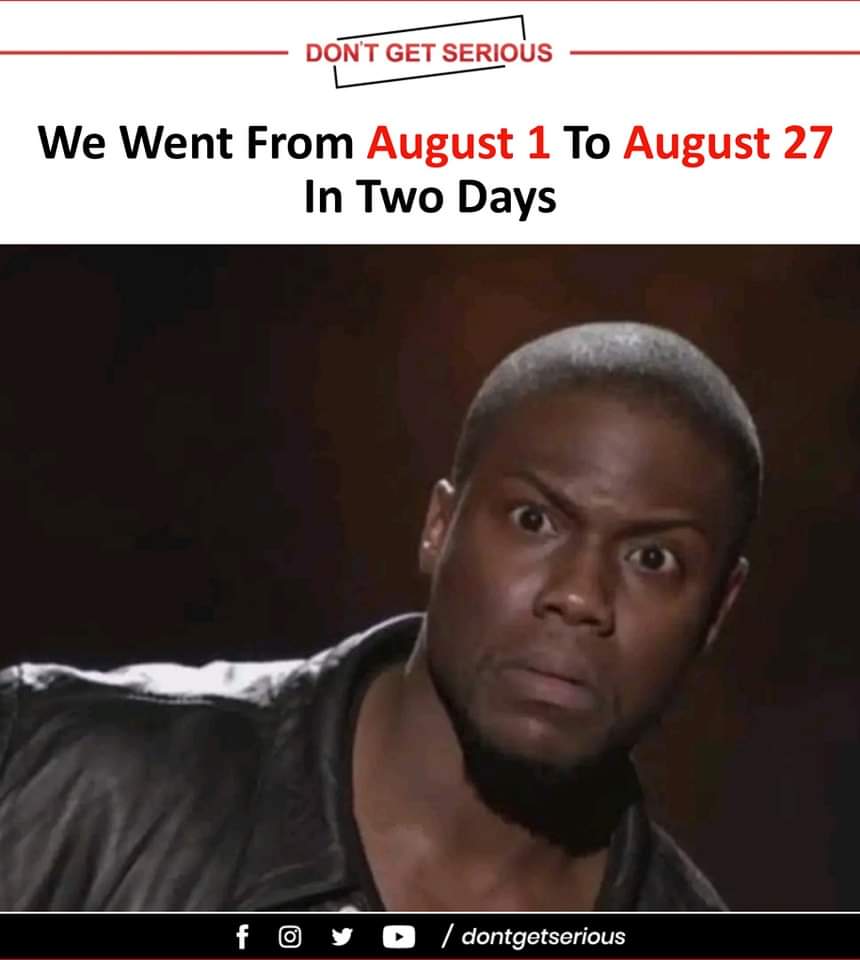 DON'T GET SERIOUS
We Went From August 1 To August 27
In Two Days
/ dontgetserious